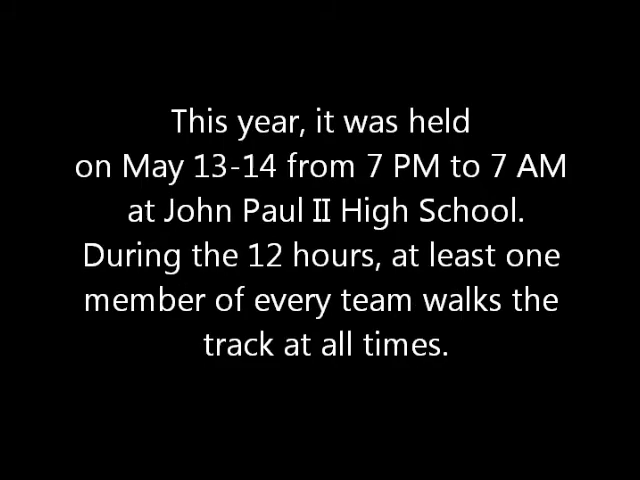 This year, it was held
on May 13-14 from 7 PM to 7 AM
at John Paul II High School.
During the 12 hours, at least one
member of every team walks the
track at all times.